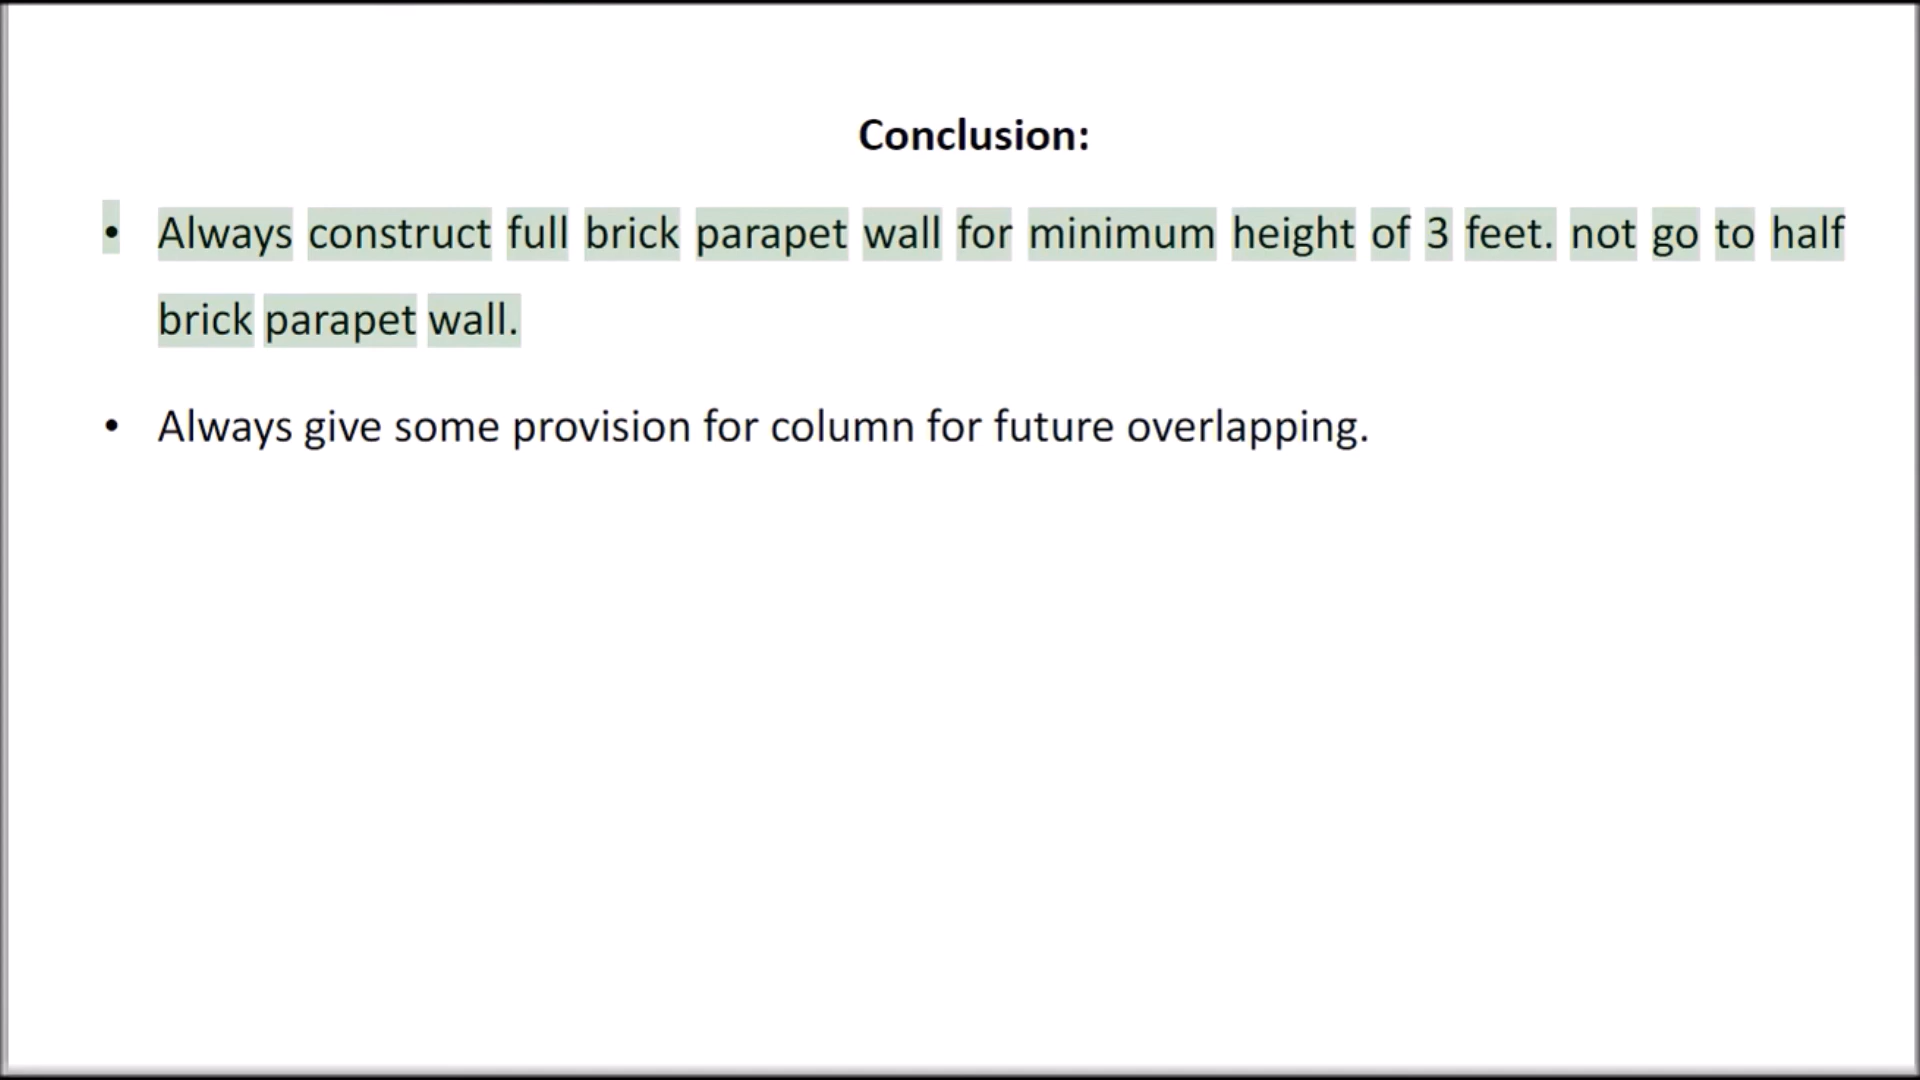 Conclusion:
• Always construct full brick parapet wall for minimum height of 3 feet. not go to half
brick parapet wall.
• Always give some provision for column for future overlapping.